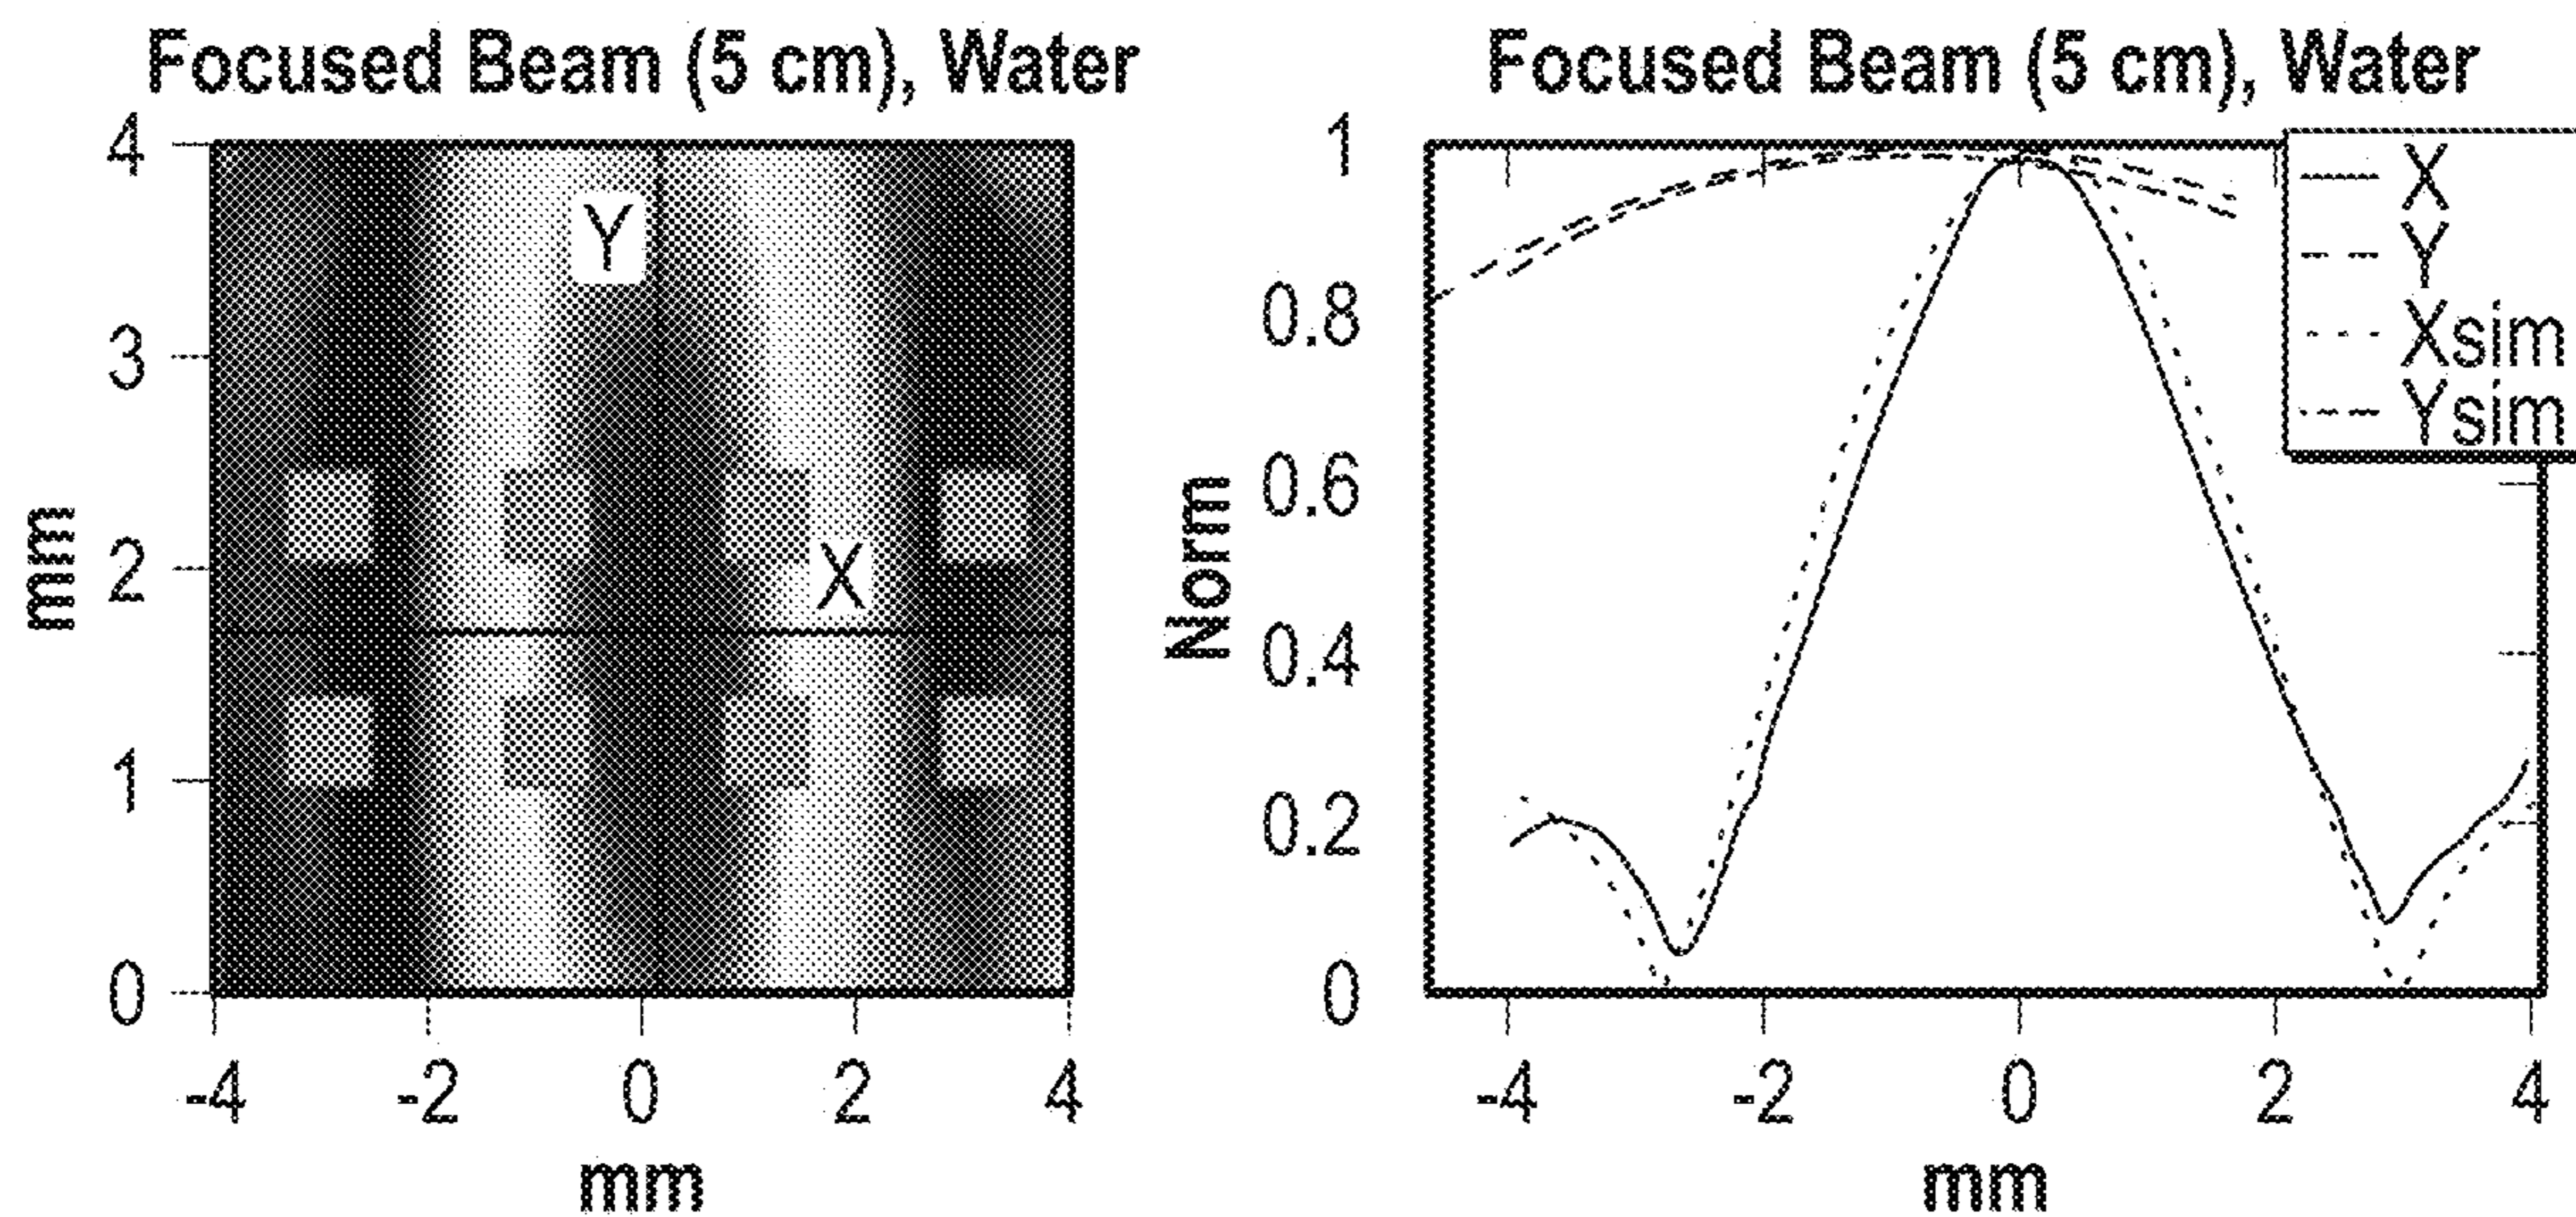 Focused Beam (5 cm), Water
4
3
2
1
0
mm
Y
X
-4 -2 0 2 4
mm
Focused Beam (5 cm), Water
1
0.8
0.6
0.4
0.2
0
Norm
X
Y
Xsim
Ysim
-4 -2 0 2 4
mm